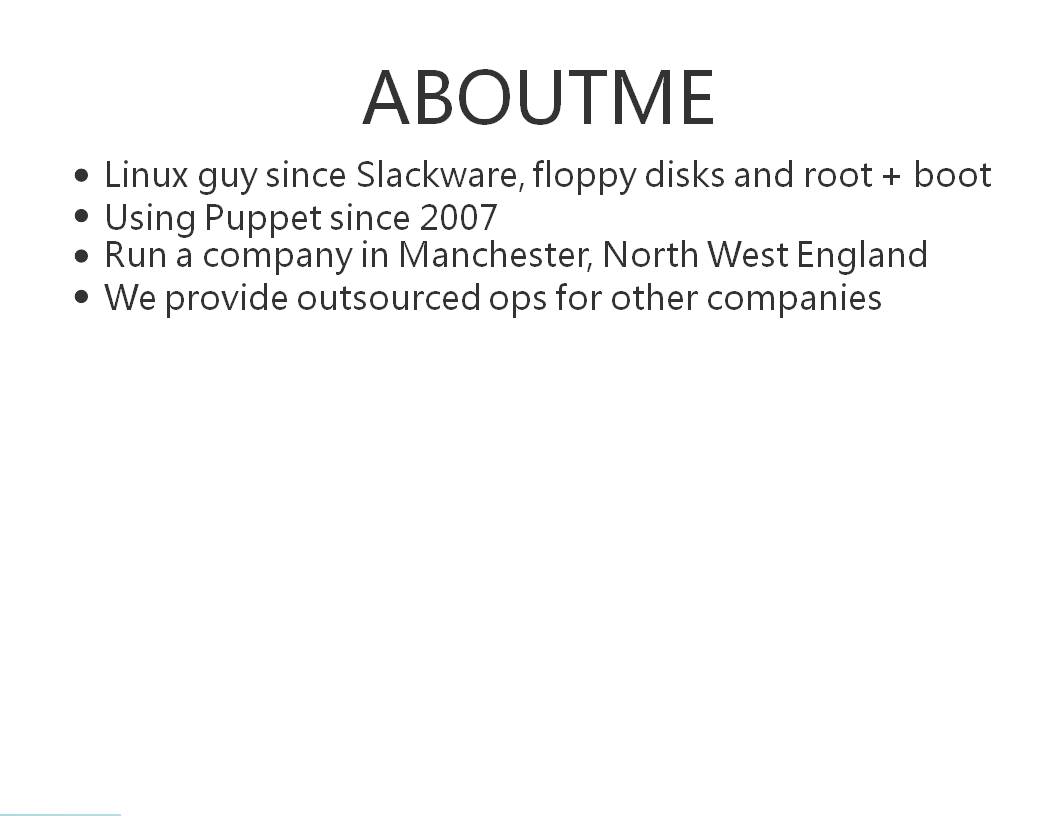 ABOUTME
• Linux guy since Slackware, floppy disks and root + boot
• Using Puppet since 2007
• Run a company in Manchester, North West England
• We provide outsourced ops for other companies